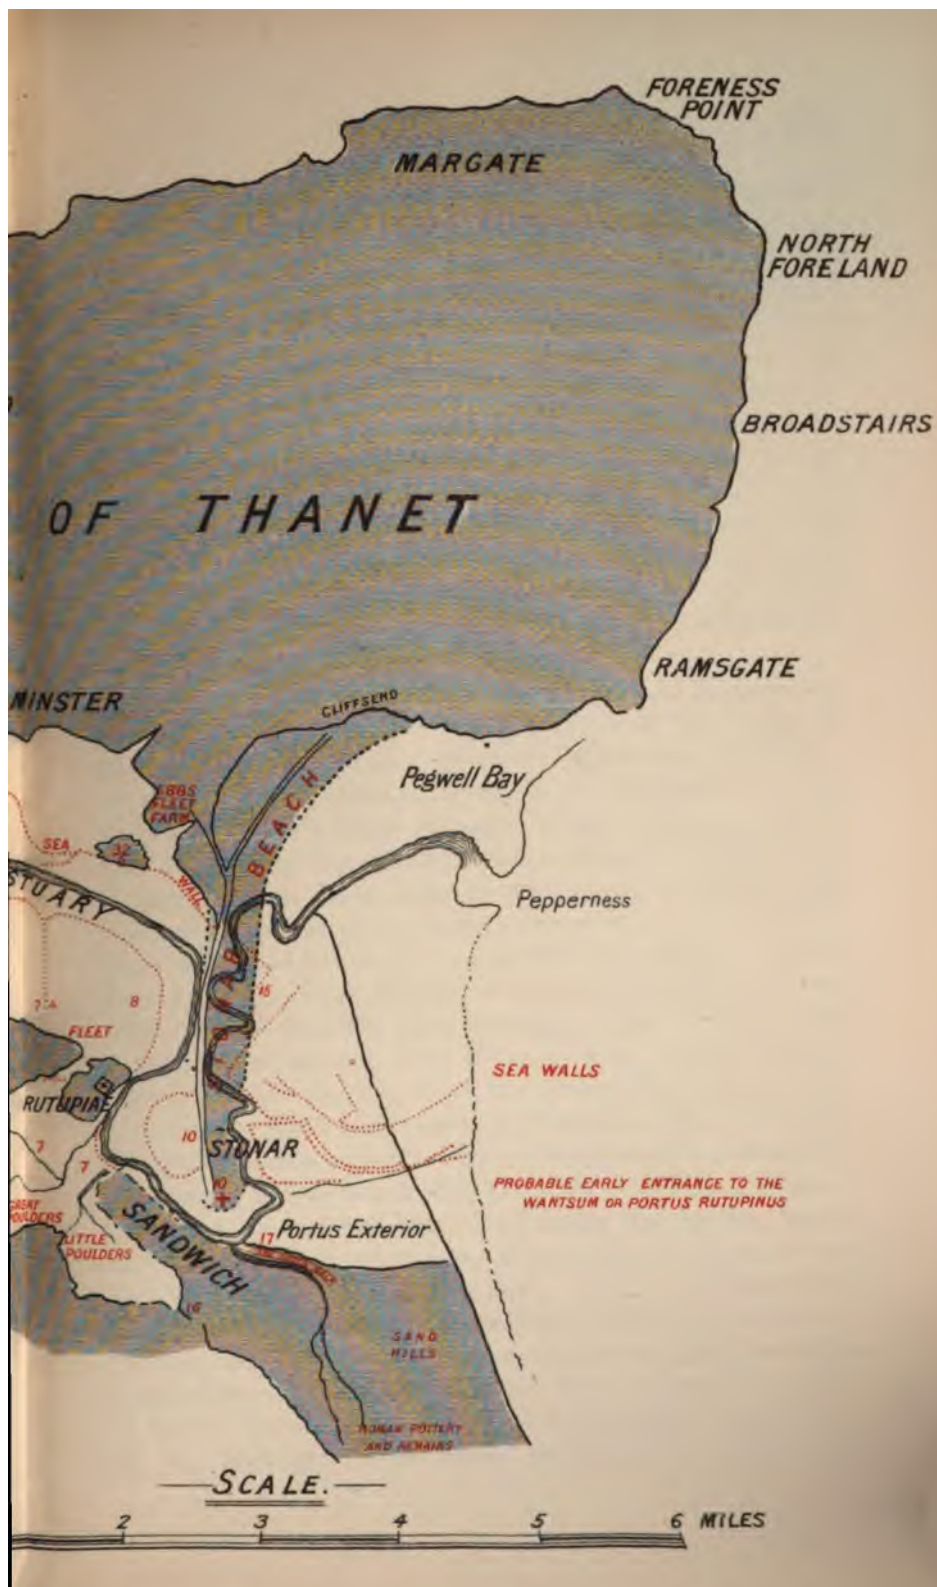 FORENESS
POINT
MARGATE
NORTH
FORELAND
BROADSTAIRS
OF THANET
RAMSGATE
MINSTER
CLIFFSEND
Pegwell Bay
EBBS
FLEET
FARM
BEACH
SEA
32
WALL
STUARY
Pepperness
15
8
FLEET
SEA WALLS
RUTUPIAE
10
STONAR
7
7
10
PROBABLE EARLY ENTRANCE TO THE
WANTSUM OR PORTUS RUTUPINUS
POULDERS
SANDWICH
17
Portus Exterior
LITTLE
POULDERS
16
SAND
HILLS
ROMAN POTTERY
AND REMAINS
SCALE.
2 3 4 5 6 MILES